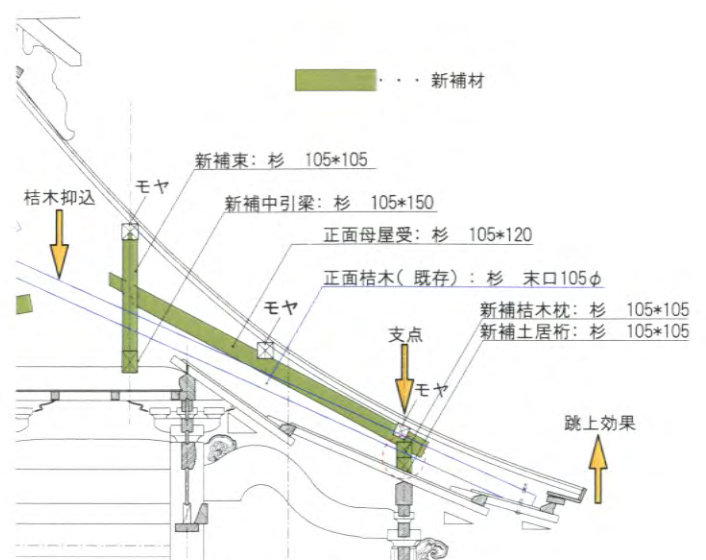 ・・・ 新補材
新補束: 杉 105*105
モヤ
桔木抑込
新補中引梁: 杉 105*150
正面母屋受: 杉 105*120
正面桔木( 既存) : 杉 末口105φ
モヤ
新補桔木枕: 杉 105*105
支点
新補土居桁: 杉 105*105
モヤ
跳上効果